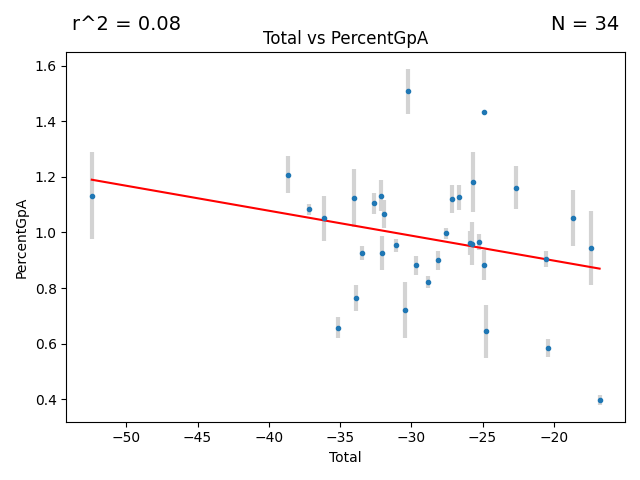 r^2 = 0.08
N = 34
Total vs PercentGpA
1.6
1.4
1.2
1.0
0.8
0.6
0.4
PercentGpA
−50
−45
−40
−35
−30
−25
−20
Total